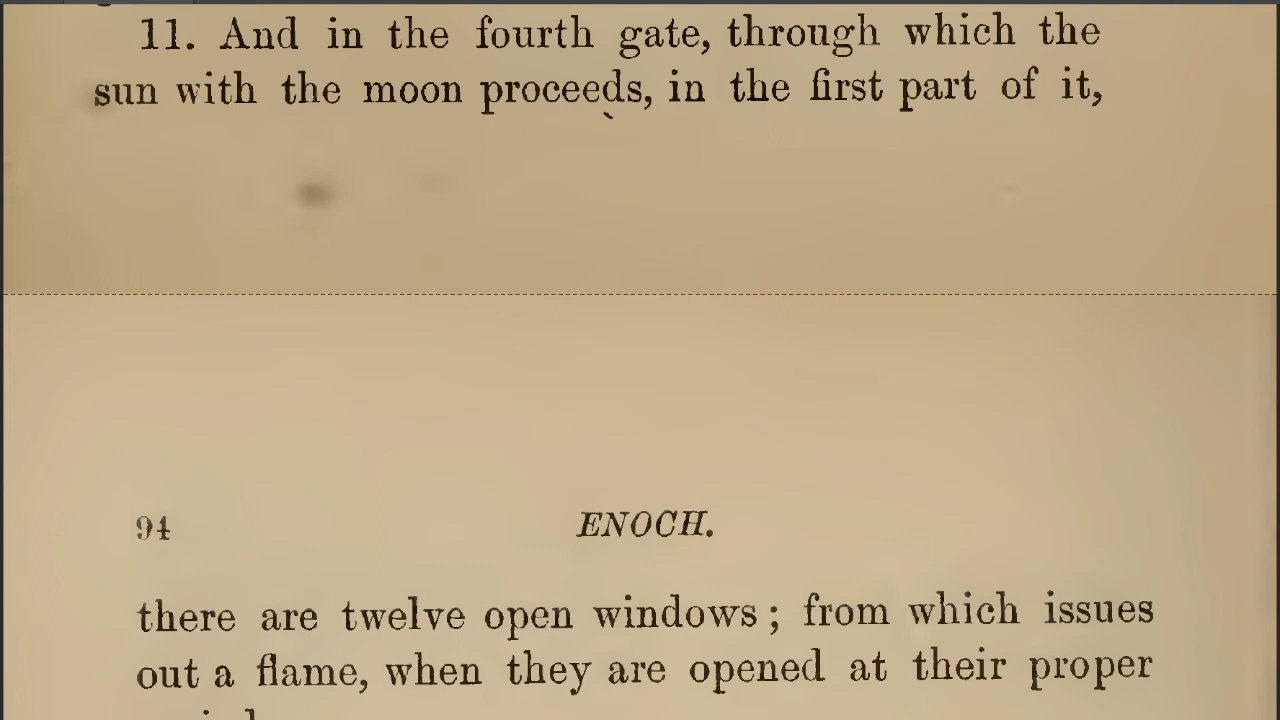 11. And in the fourth gate, through which the
sun with the moon proceeds, in the first part of it,
94
ENOCH.
there are twelve open windows; from which issues
out a flame, when they are opened at their proper